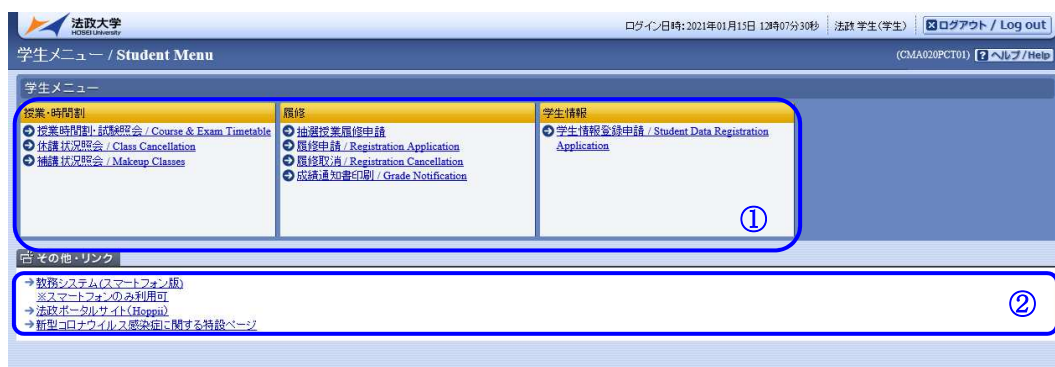 法政大学
HOSEI University
ログイン日時：2021年01月15日 12時07分30秒 法政 学生(学生) ログアウト / Log out
学生メニュー / Student Menu
(CMA020PCT01) ? ヘルプ/Help
学生メニュー
授業・時間割
授業時間割・試験照会 / Course & Exam Timetable
休講状況照会 / Class Cancellation
補講状況照会 / Makeup Classes
履修
抽選授業履修申請
履修申請 / Registration Application
履修取消 / Registration Cancellation
成績通知書印刷 / Grade Notification
学生情報
学生情報登録申請 / Student Data Registration
Application
①
その他・リンク
教務システム(スマートフォン版)
※スマートフォンのみ利用可
法政ポータルサイト(Hoppii)
新型コロナウイルス感染症に関する特設ページ
②